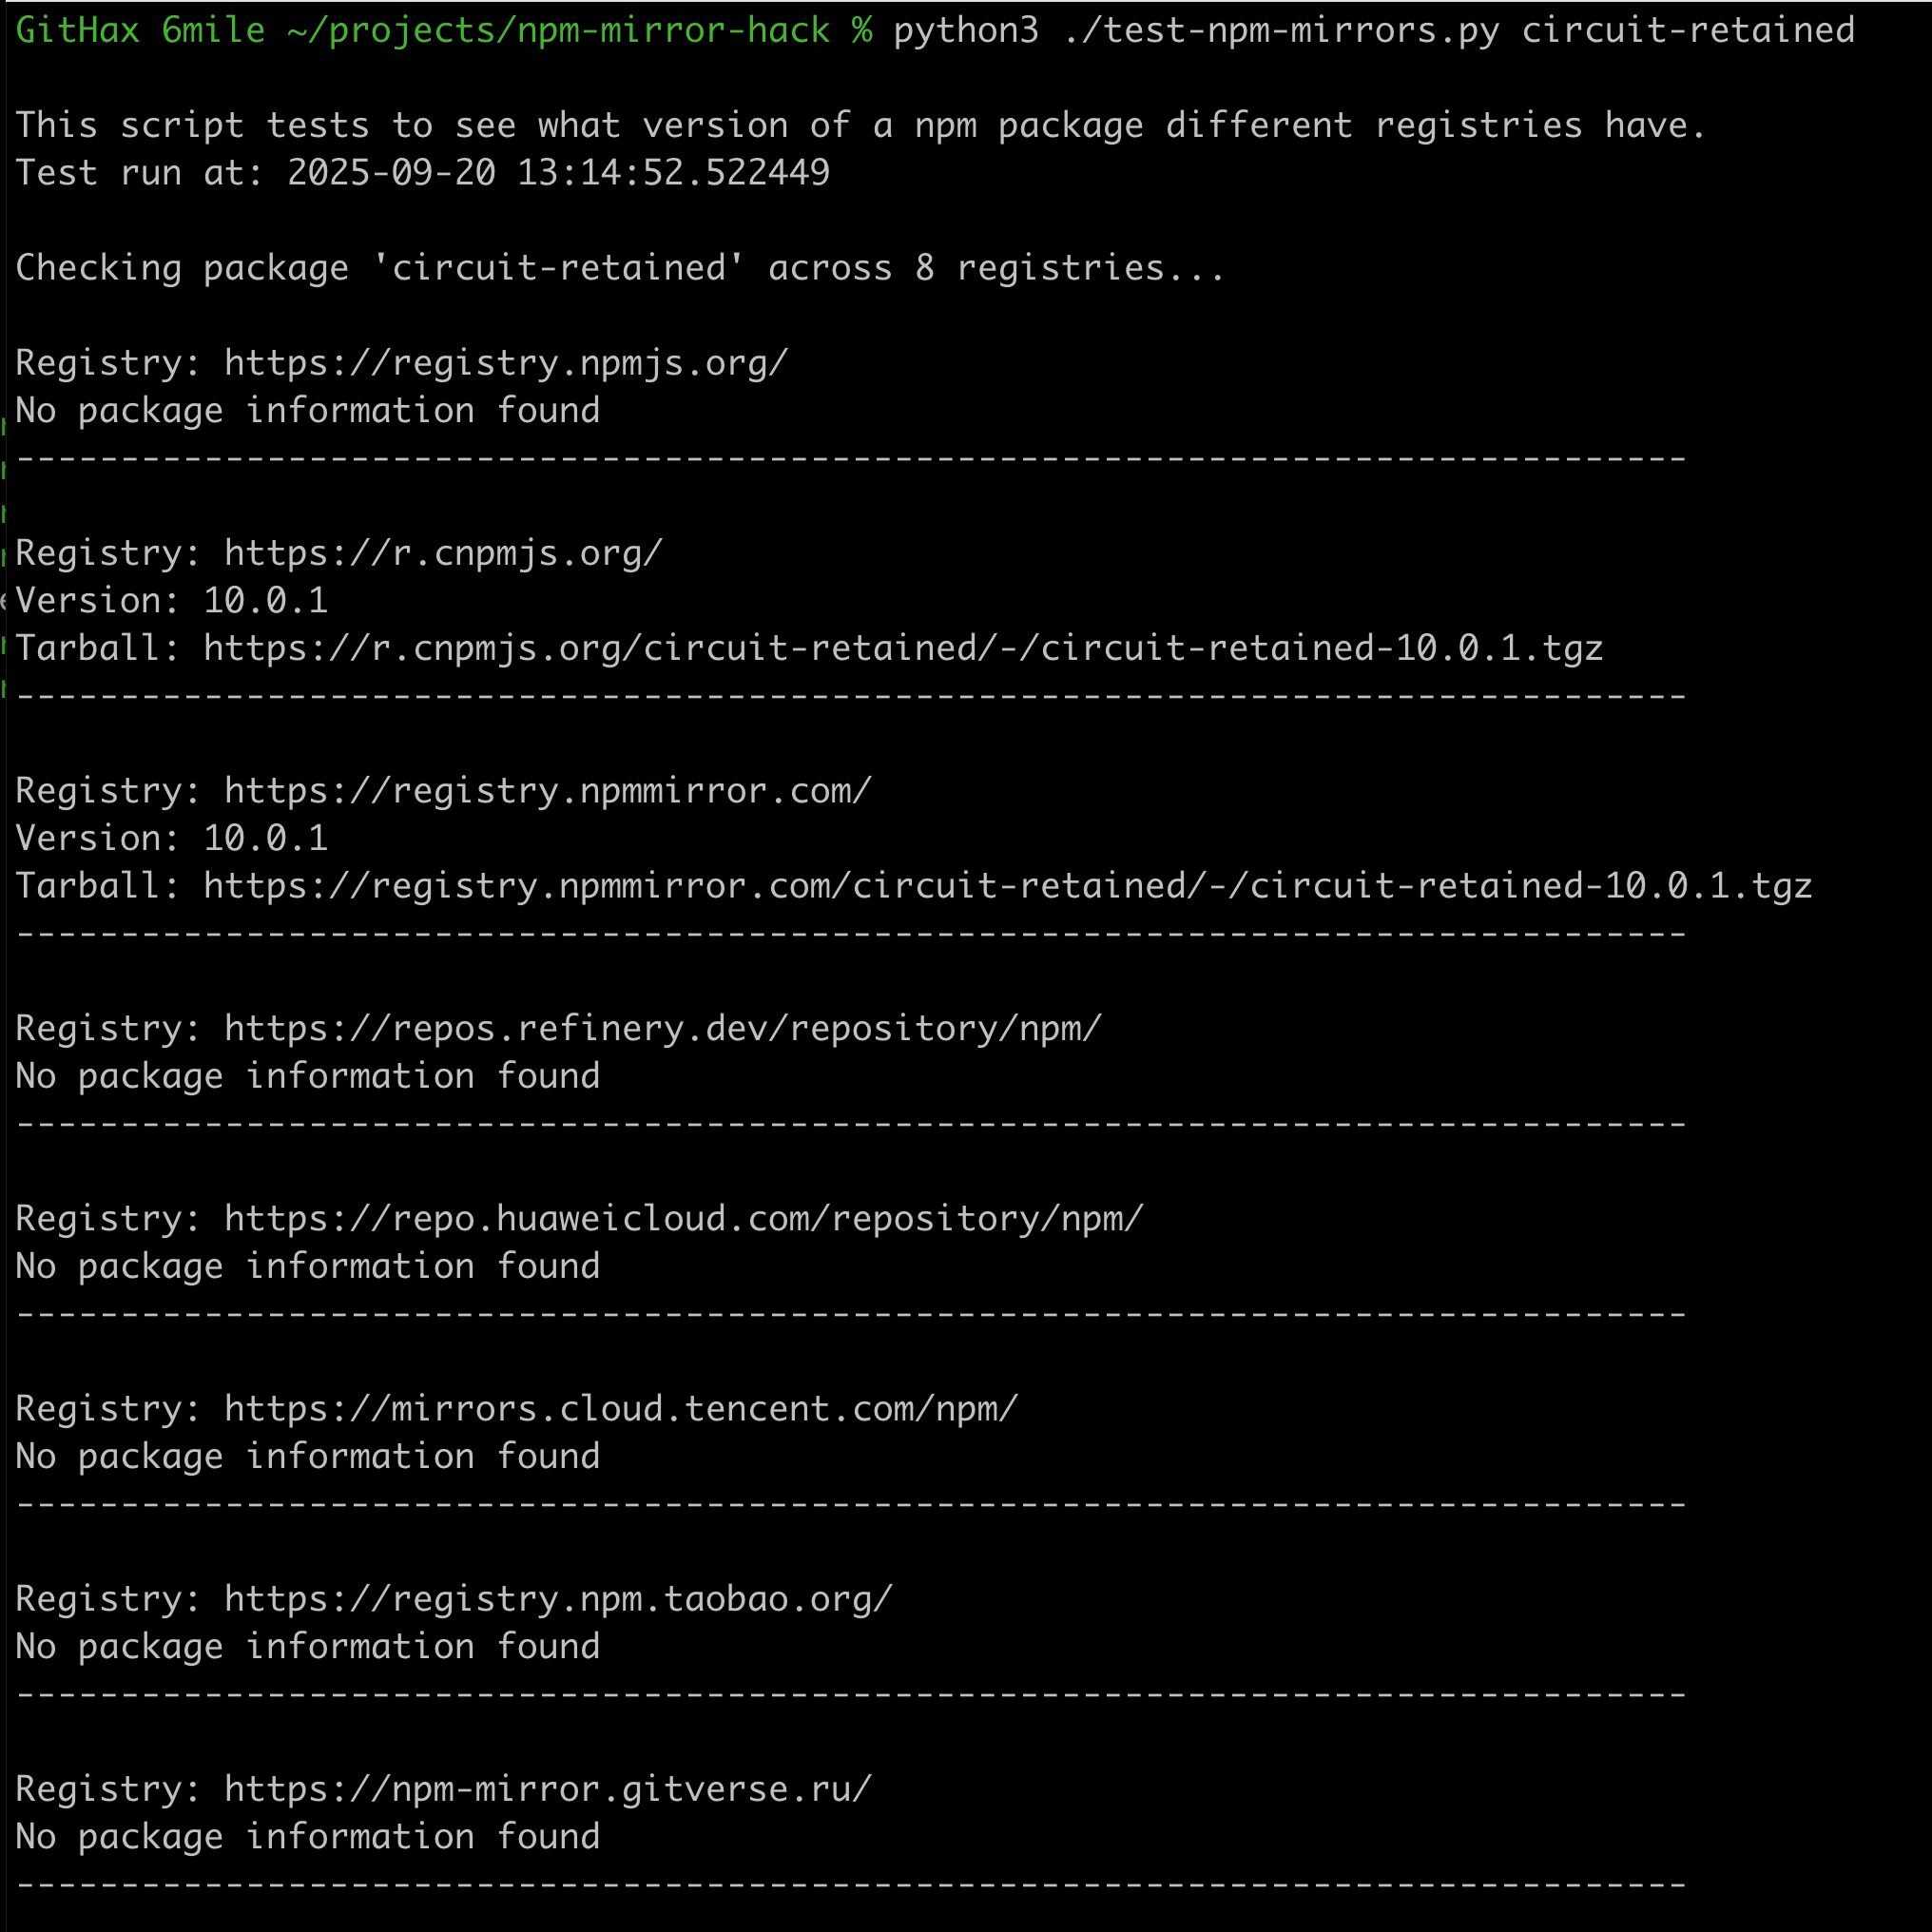 GitHax 6mile ~/projects/npm-mirror-hack % python3 ./test-npm-mirrors.py circuit-retained
This script tests to see what version of a npm package different registries have.
Test run at: 2025-09-20 13:14:52.522449
Checking package 'circuit-retained' across 8 registries...
Registry: https://registry.npmjs.org/
No package information found
--------------------------------------------------------------------------------
Registry: https://r.cnpmjs.org/
Version: 10.0.1
Tarball: https://r.cnpmjs.org/circuit-retained/-/circuit-retained-10.0.1.tgz
--------------------------------------------------------------------------------
Registry: https://registry.npmmirror.com/
Version: 10.0.1
Tarball: https://registry.npmmirror.com/circuit-retained/-/circuit-retained-10.0.1.tgz
--------------------------------------------------------------------------------
Registry: https://repos.refinery.dev/repository/npm/
No package information found
--------------------------------------------------------------------------------
Registry: https://repo.huaweicloud.com/repository/npm/
No package information found
--------------------------------------------------------------------------------
Registry: https://mirrors.cloud.tencent.com/npm/
No package information found
--------------------------------------------------------------------------------
Registry: https://registry.npm.taobao.org/
No package information found
--------------------------------------------------------------------------------
Registry: https://npm-mirror.gitverse.ru/
No package information found
--------------------------------------------------------------------------------